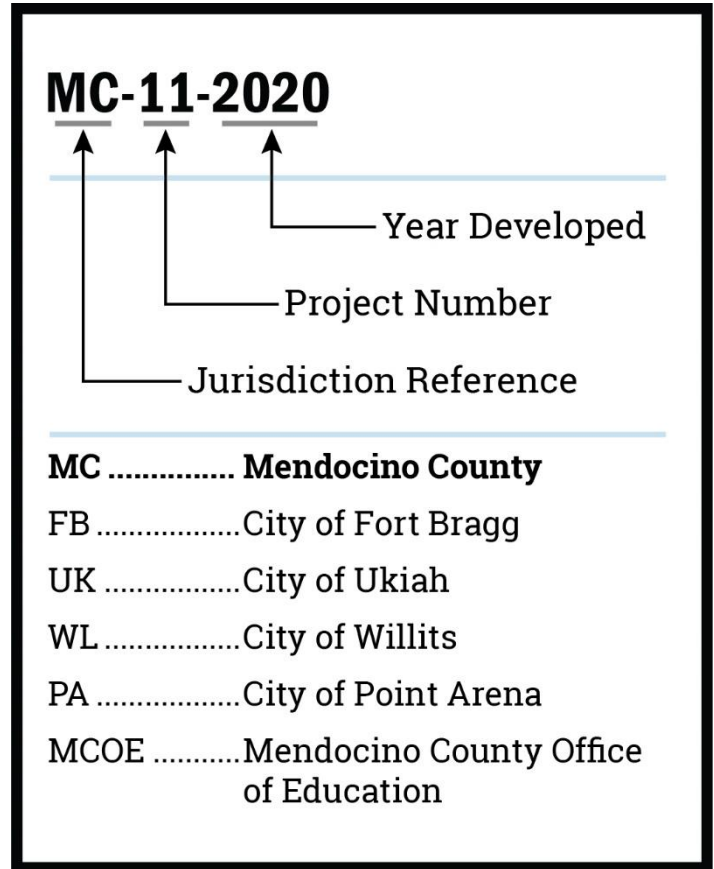 MC-11-2020
Year Developed
Project Number
Jurisdiction Reference
MC ............... Mendocino County
FB ..................City of Fort Bragg
UK .................City of Ukiah
WL .................City of Willits
PA ..................City of Point Arena
MCOE ...........Mendocino County Office
of Education